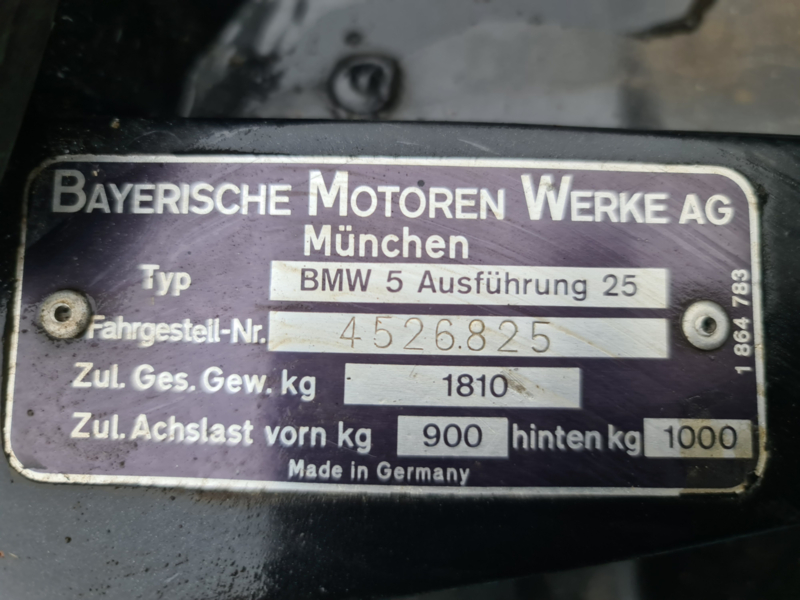 BAYERISCHE MOTOREN WERKE AG
München
Typ BMW 5 Ausführung 25
Fahrgestell-Nr. 4526825
Zul. Ges. Gew. kg 1810
Zul. Achslast vorn kg 900 hinten kg 1000
Made in Germany
1 864 783